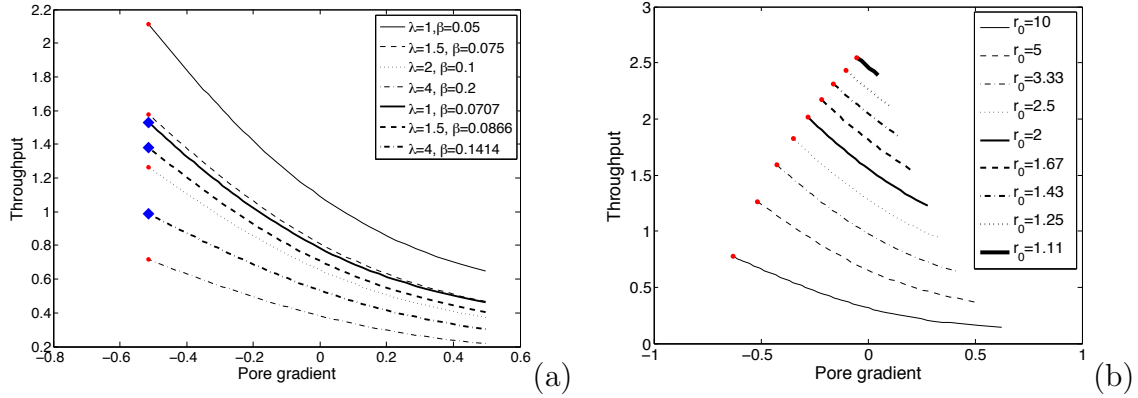 2.2
2
1.8
1.6
1.4
1.2
1
0.8
0.6
0.4
0.2
Throughput
−0.8
−0.6
−0.4
−0.2
0
0.2
0.4
0.6
Pore gradient
λ=1,β=0.05
λ=1.5, β=0.075
λ=2, β=0.1
λ=4, β=0.2
λ=1, β=0.0707
λ=1.5, β=0.0866
λ=4, β=0.1414
(a)
3
2.5
2
1.5
1
0.5
0
Throughput
−1
−0.5
0
0.5
1
Pore gradient
r₀=10
r₀=5
r₀=3.33
r₀=2.5
r₀=2
r₀=1.67
r₀=1.43
r₀=1.25
r₀=1.11
(b)